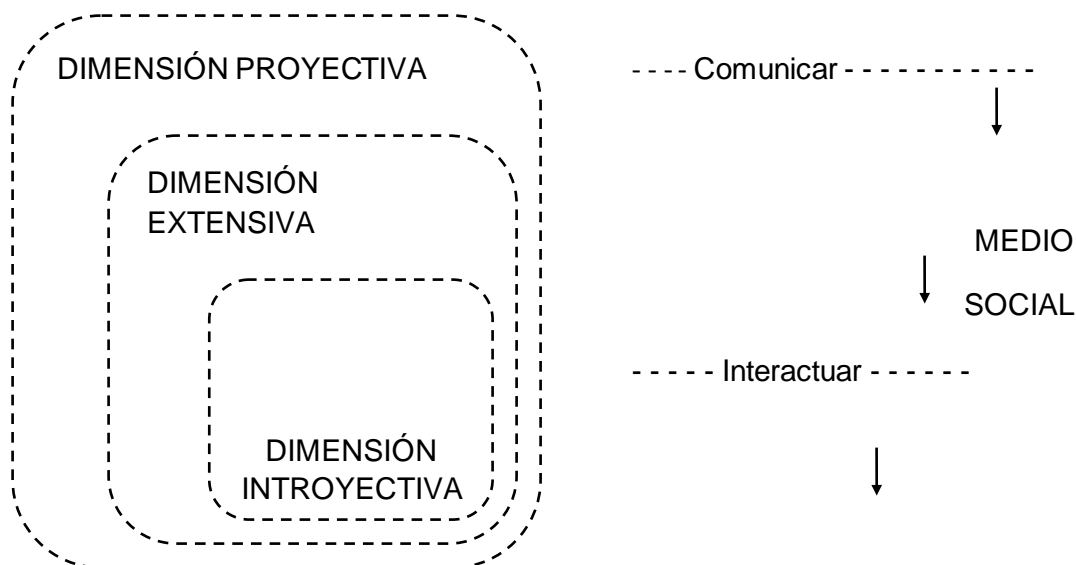 DIMENSIÓN PROYECTIVA
- - - - Comunicar - - - - - - - - - - -
DIMENSIÓN
EXTENSIVA
MEDIO
SOCIAL
- - - - - Interactuar - - - - - -
DIMENSIÓN
INTROYECTIVA